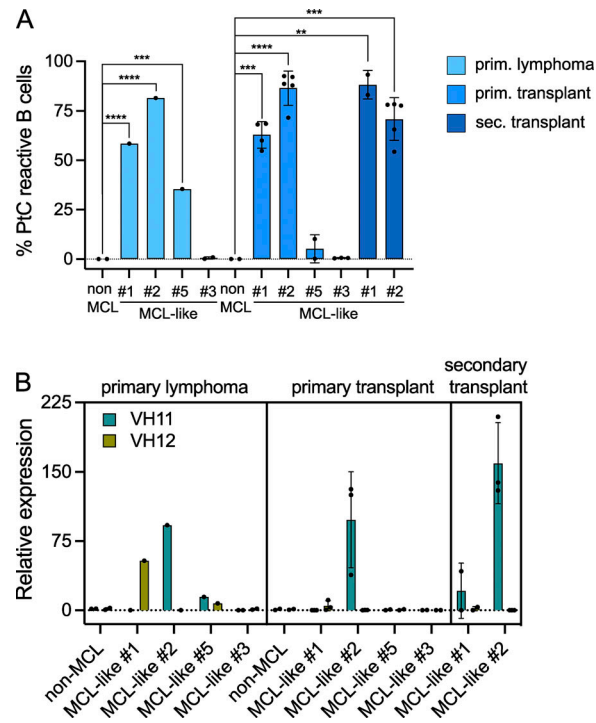 A
% PtC reactive B cells
100
75
50
25
0
****
****
***
***
****
**
***
prim. lymphoma
prim. transplant
sec. transplant
non MCL #1 #2 #5 #3 non MCL #1 #2 #5 #3 #1 #2
MCL-like MCL-like
B
primary lymphoma primary transplant secondary transplant
Relative expression
225
150
75
0
VH11
VH12
non-MCL MCL-like #1 MCL-like #2 MCL-like #5 MCL-like #3 non-MCL MCL-like #1 MCL-like #2 MCL-like #5 MCL-like #3 MCL-like #1 MCL-like #2